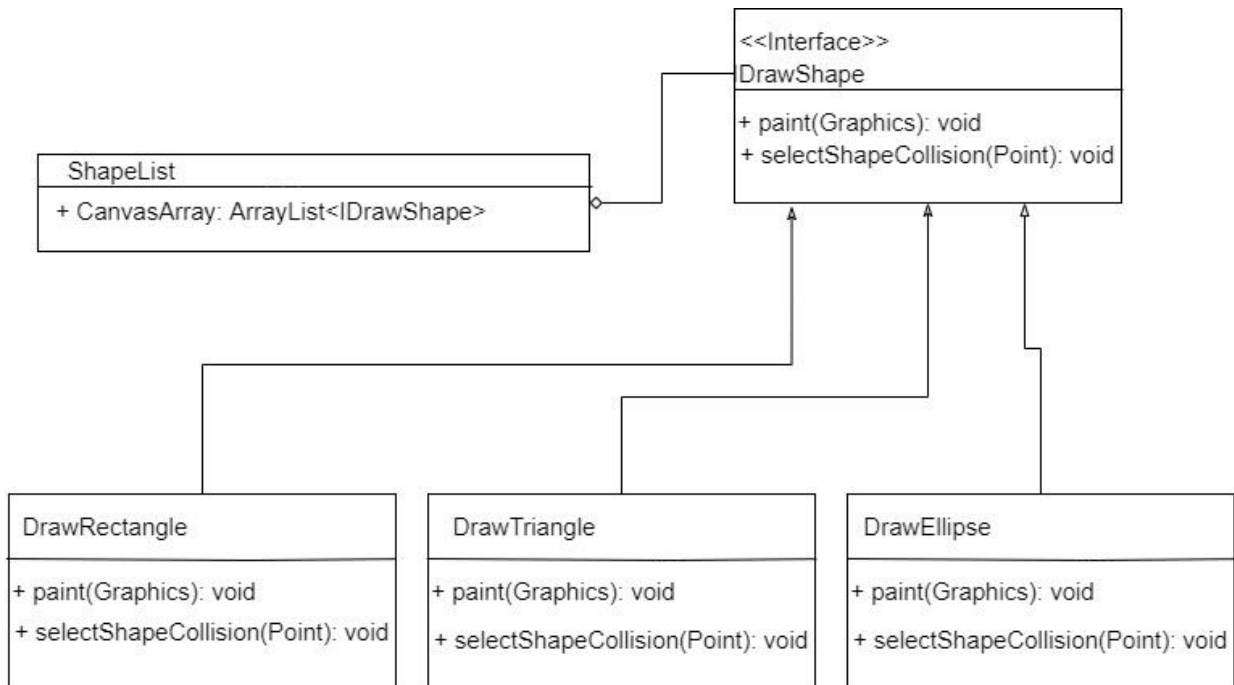 <<Interface>>
IDrawShape
+ paint(Graphics): void
+ selectShapeCollision(Point): void
ShapeList
+ CanvasArray: ArrayList<IDrawShape>
DrawRectangle
+ paint(Graphics): void
+ selectShapeCollision(Point): void
DrawTriangle
+ paint(Graphics): void
+ selectShapeCollision(Point): void
DrawEllipse
+ paint(Graphics): void
+ selectShapeCollision(Point): void